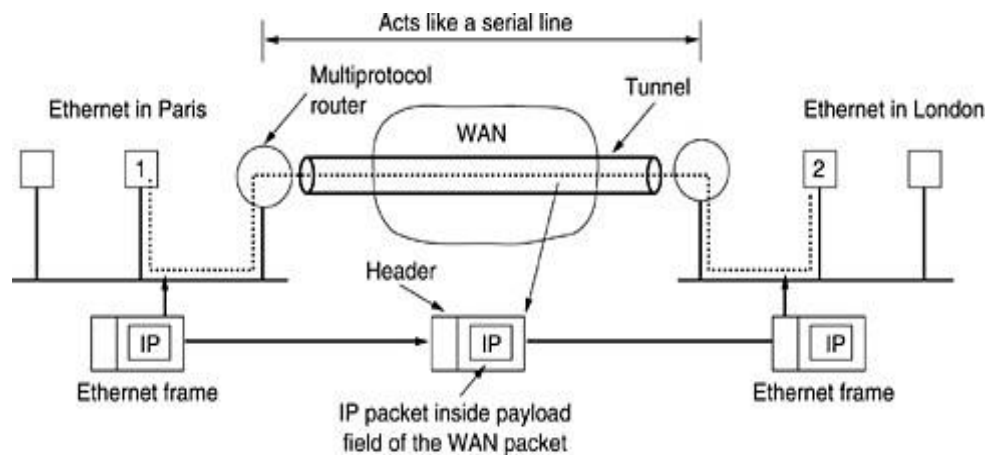 Acts like a serial line
Multiprotocol
router
Tunnel
Ethernet in Paris
Ethernet in London
WAN
1
2
Header
IP
IP
IP
Ethernet frame
Ethernet frame
IP packet inside payload
field of the WAN packet